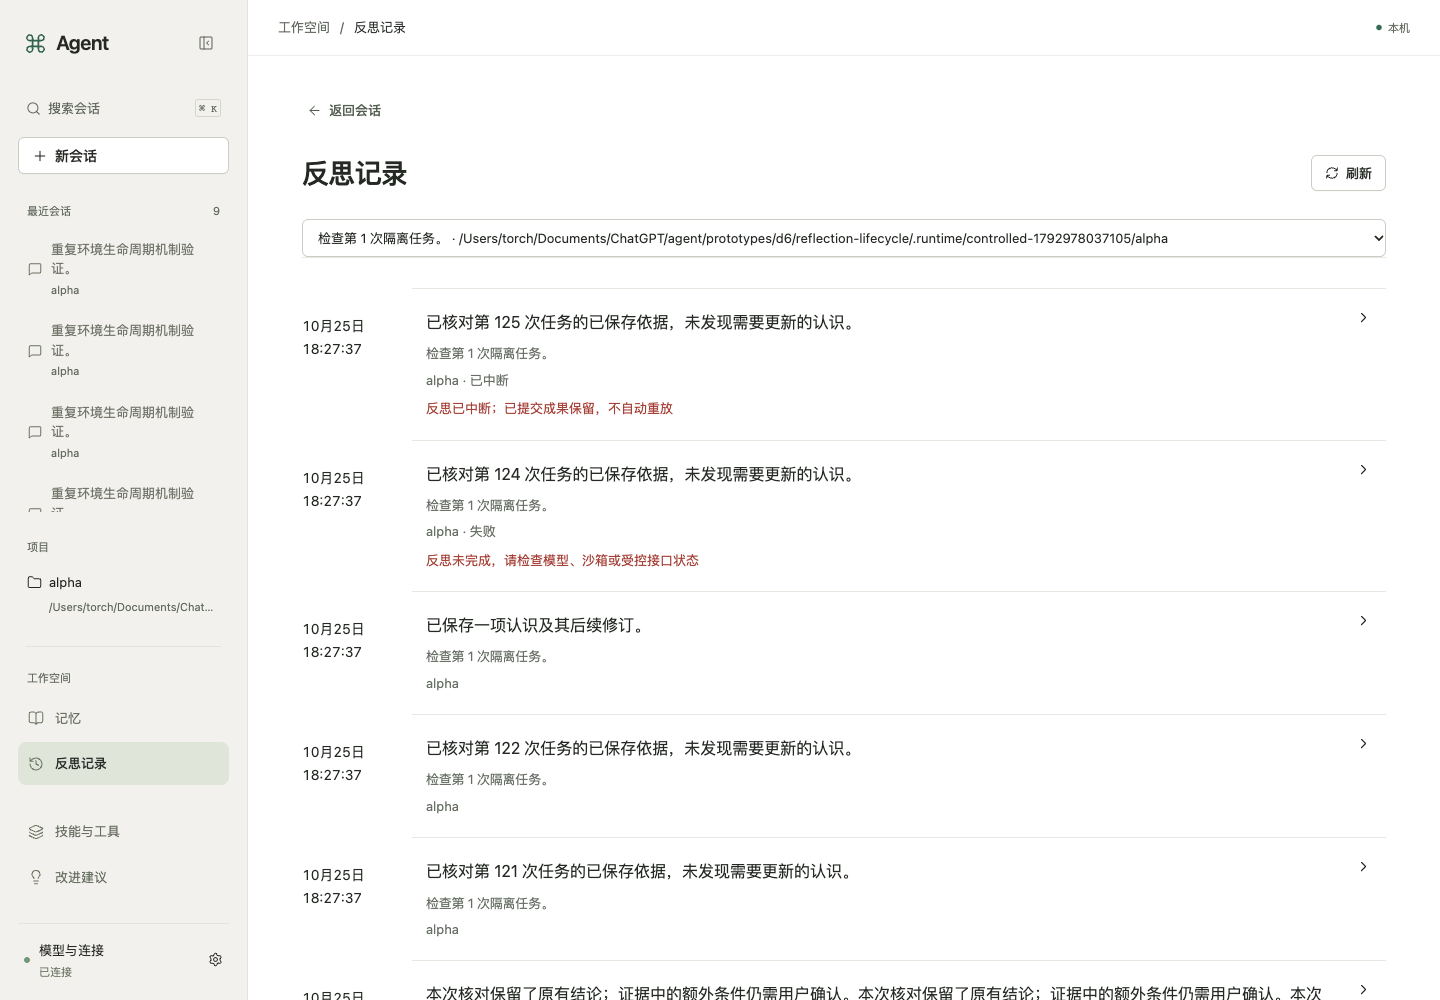 Agent
搜索会话
⌘ K
新会话
最近会话 9
重复环境生命周期机制验
证。
alpha
重复环境生命周期机制验
证。
alpha
重复环境生命周期机制验
证。
alpha
重复环境生命周期机制验
证。
项目
alpha
/Users/torch/Documents/Chat...
工作空间
记忆
反思记录
技能与工具
改进建议
模型与连接
已连接
工作空间 / 反思记录
本机
返回会话
反思记录
刷新
检查第 1 次隔离任务。 · /Users/torch/Documents/ChatGPT/agent/prototypes/d6/reflection-lifecycle/.runtime/controlled-1792978037105/alpha
10月25日
18:27:37
已核对第 125 次任务的已保存依据，未发现需要更新的认识。
检查第 1 次隔离任务。
alpha · 已中断
反思已中断；已提交成果保留，不自动重放
10月25日
18:27:37
已核对第 124 次任务的已保存依据，未发现需要更新的认识。
检查第 1 次隔离任务。
alpha · 失败
反思未完成，请检查模型、沙箱或受控接口状态
10月25日
18:27:37
已保存一项认识及其后续修订。
检查第 1 次隔离任务。
alpha
10月25日
18:27:37
已核对第 122 次任务的已保存依据，未发现需要更新的认识。
检查第 1 次隔离任务。
alpha
10月25日
18:27:37
已核对第 121 次任务的已保存依据，未发现需要更新的认识。
检查第 1 次隔离任务。
alpha
10月25日
本次核对保留了原有结论；证据中的额外条件仍需用户确认。本次核对保留了原有结论；证据中的额外条件仍需用户确认。本次